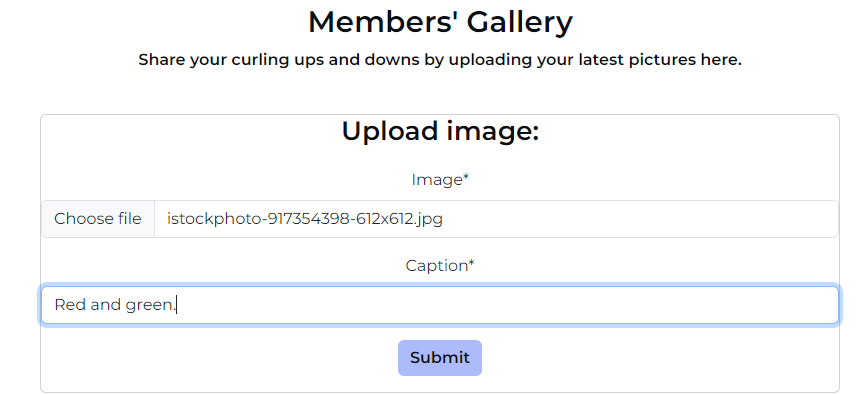 Members' Gallery
Share your curling ups and downs by uploading your latest pictures here.
Upload image:
Image*
Choose file istockphoto-917354398-612x612.jpg
Caption*
Red and green.
Submit